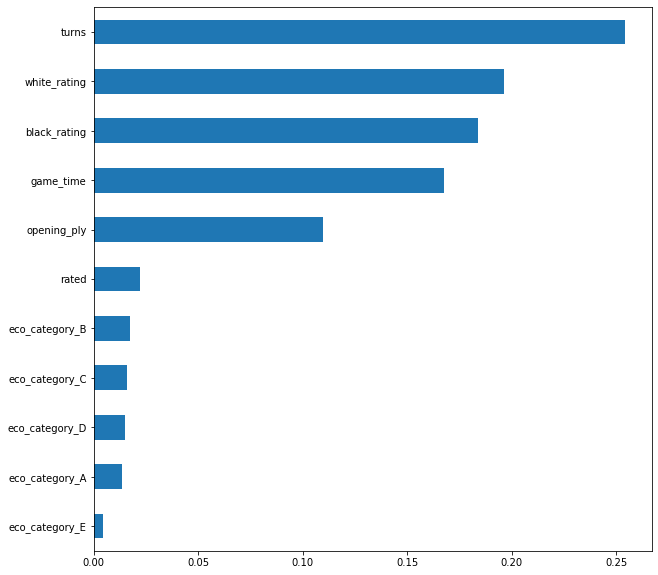 turns
white_rating
black_rating
game_time
opening_ply
rated
eco_category_B
eco_category_C
eco_category_D
eco_category_A
eco_category_E
0.00 0.05 0.10 0.15 0.20 0.25